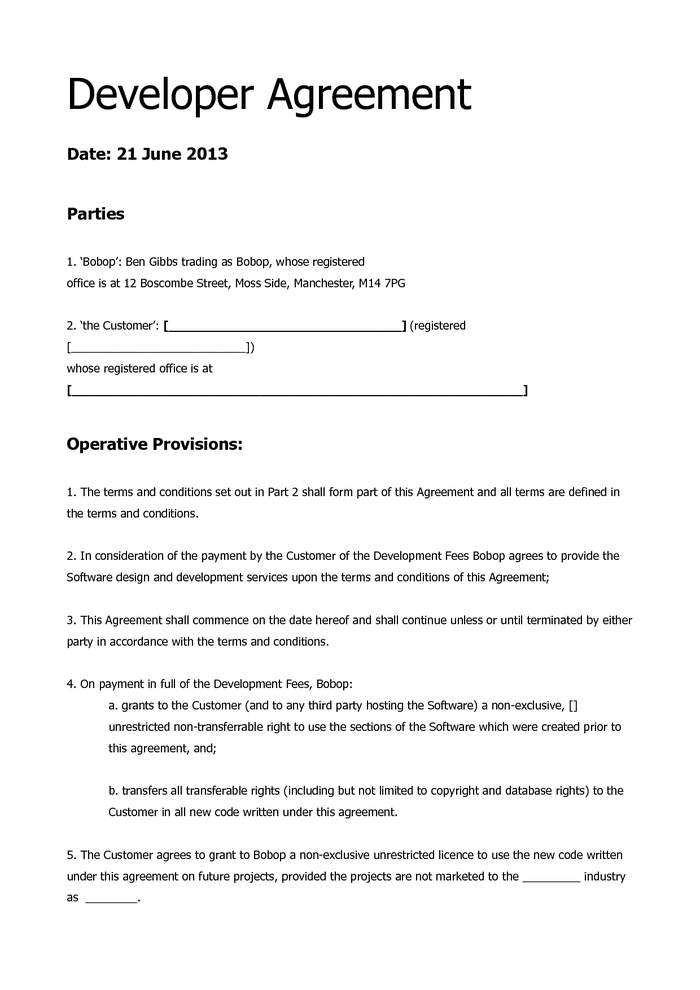 Developer Agreement
Date: 21 June 2013
Parties
1. ‘Bobop’: Ben Gibbs trading as Bobop, whose registered
office is at 12 Boscombe Street, Moss Side, Manchester, M14 7PG
2. ‘the Customer’: [____________________________________] (registered
[___________________________])
whose registered office is at
[______________________________________________________________________]
Operative Provisions:
1. The terms and conditions set out in Part 2 shall form part of this Agreement and all terms are defined in
the terms and conditions.
2. In consideration of the payment by the Customer of the Development Fees Bobop agrees to provide the
Software design and development services upon the terms and conditions of this Agreement;
3. This Agreement shall commence on the date hereof and shall continue unless or until terminated by either
party in accordance with the terms and conditions.
4. On payment in full of the Development Fees, Bobop:
a. grants to the Customer (and to any third party hosting the Software) a non-exclusive, []
unrestricted non-transferrable right to use the sections of the Software which were created prior to
this agreement, and;
b. transfers all transferable rights (including but not limited to copyright and database rights) to the
Customer in all new code written under this agreement.
5. The Customer agrees to grant to Bobop a non-exclusive unrestricted licence to use the new code written
under this agreement on future projects, provided the projects are not marketed to the _________ industry
as ________.